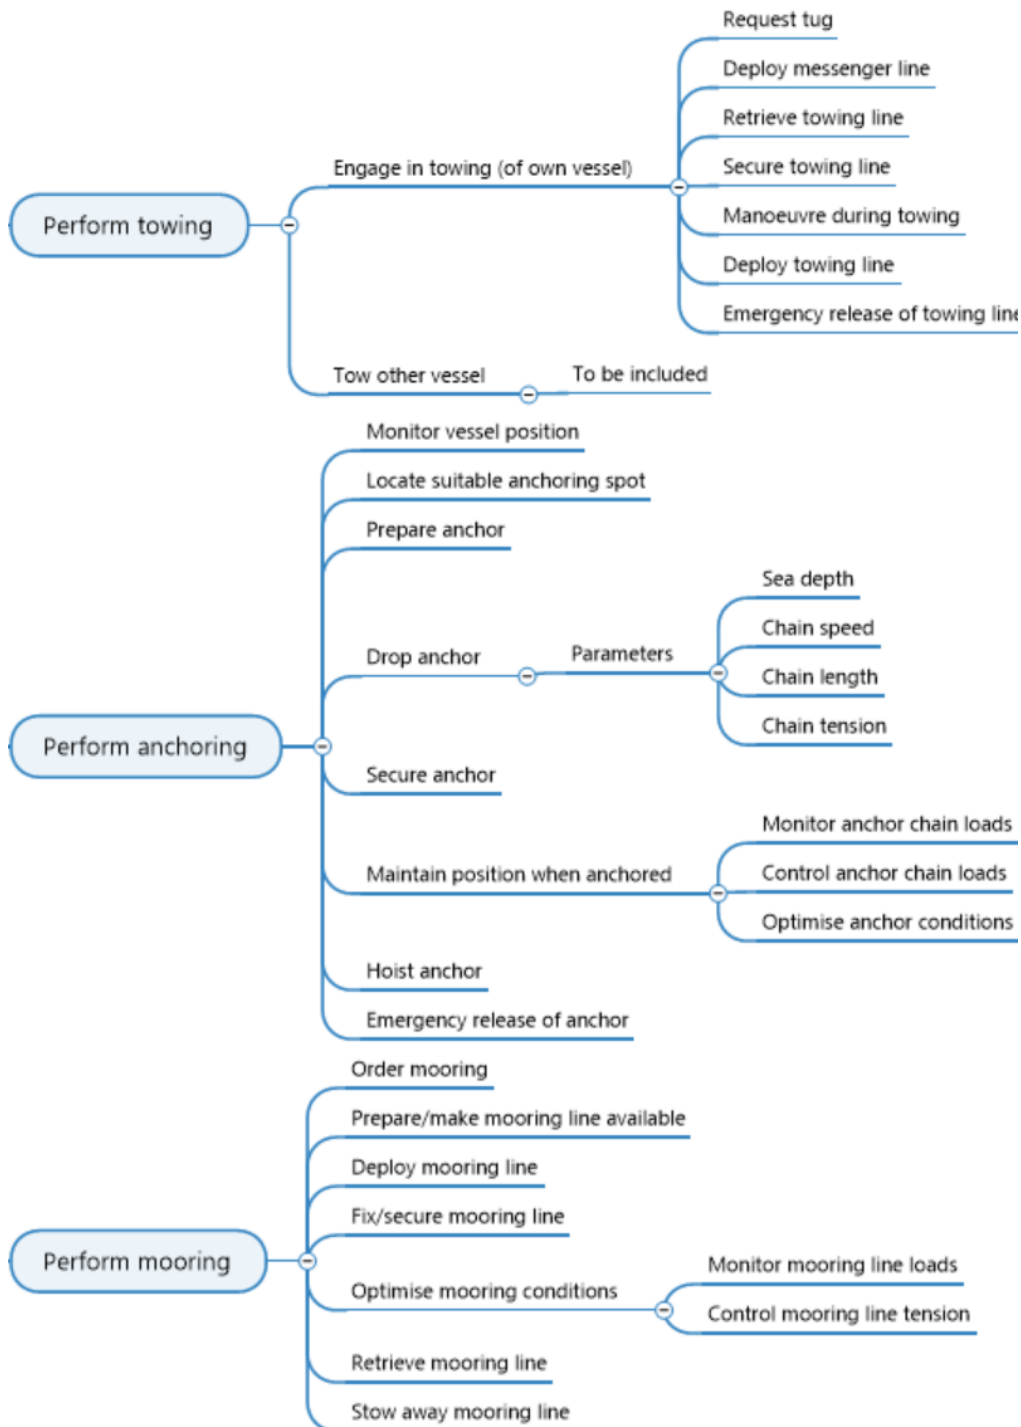 Perform towing
Engage in towing (of own vessel)
Request tug
Deploy messenger line
Retrieve towing line
Secure towing line
Manoeuvre during towing
Deploy towing line
Emergency release of towing line
Tow other vessel
To be included
Perform anchoring
Monitor vessel position
Locate suitable anchoring spot
Prepare anchor
Drop anchor
Parameters
Sea depth
Chain speed
Chain length
Chain tension
Secure anchor
Maintain position when anchored
Monitor anchor chain loads
Control anchor chain loads
Optimise anchor conditions
Hoist anchor
Emergency release of anchor
Perform mooring
Order mooring
Prepare/make mooring line available
Deploy mooring line
Fix/secure mooring line
Optimise mooring conditions
Monitor mooring line loads
Control mooring line tension
Retrieve mooring line
Stow away mooring line